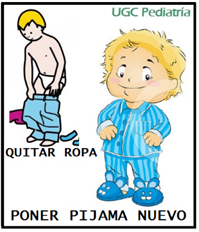 UGC Pediatría
QUITAR ROPA
PONER PIJAMA NUEVO